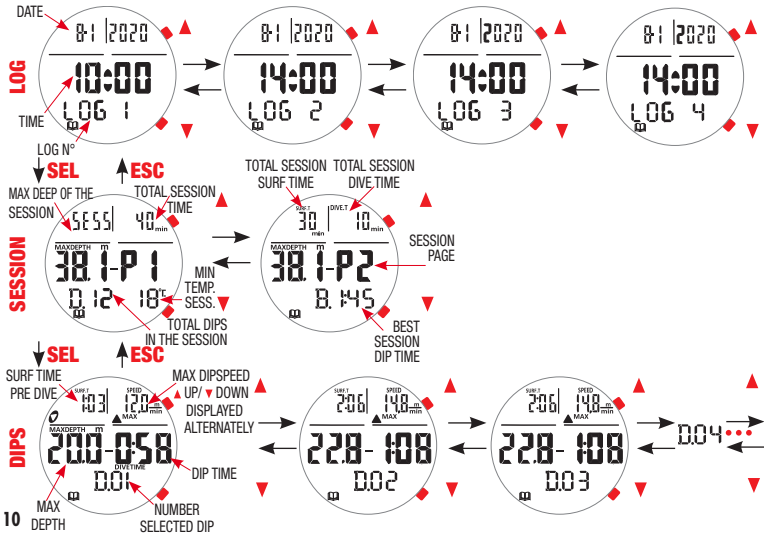 DATE
8-1 2020
8-1 2020
8-1 2020
8-1 2020
LOG
10:00
14:00
14:00
14:00
LOG 1
LOG 2
LOG 3
LOG 4
TIME
LOG N°
SEL
ESC
MAX DEEP OF THE
SESSION
TOTAL SESSION
TIME
TOTAL SESSION
SURF TIME
TOTAL SESSION
DIVE TIME
SESSION
SESS 40 min
MAXDEPTH m
38.1-P1
D.12 18°C
MIN
TEMP.
SESS.
TOTAL DIPS
IN THE SESSION
SURF.T DIVE.T
30 min 10 min
MAXDEPTH m
38.1-P2
B. 1:45
SESSION
PAGE
BEST
SESSION
DIP TIME
SEL
ESC
SURF TIME
PRE DIVE
MAX DIPSPEED
UP/ DOWN
DISPLAYED
ALTERNATELY
DIPS
SURF.T SPEED
1:03 12.0 m/min
MAX
MAXDEPTH m
20.0-0:58
DIVETIME
D.01
DIP TIME
MAX
DEPTH
NUMBER
SELECTED DIP
SURF.T SPEED
2:06 14.8 m/min
MAX
22.8-1:08
D.02
SURF.T SPEED
2:06 14.8 m/min
MAX
22.8-1:08
D.03
D.04•••
10